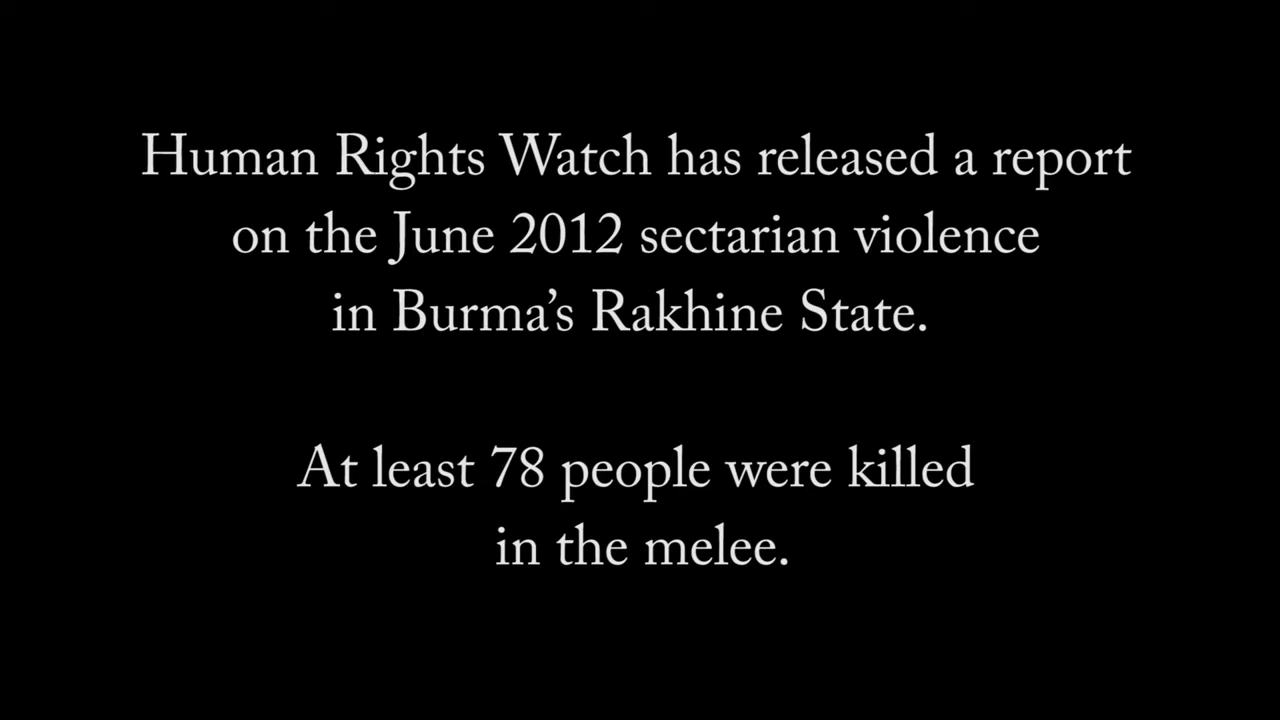 Human Rights Watch has released a report
on the June 2012 sectarian violence
in Burma’s Rakhine State.
At least 78 people were killed
in the melee.